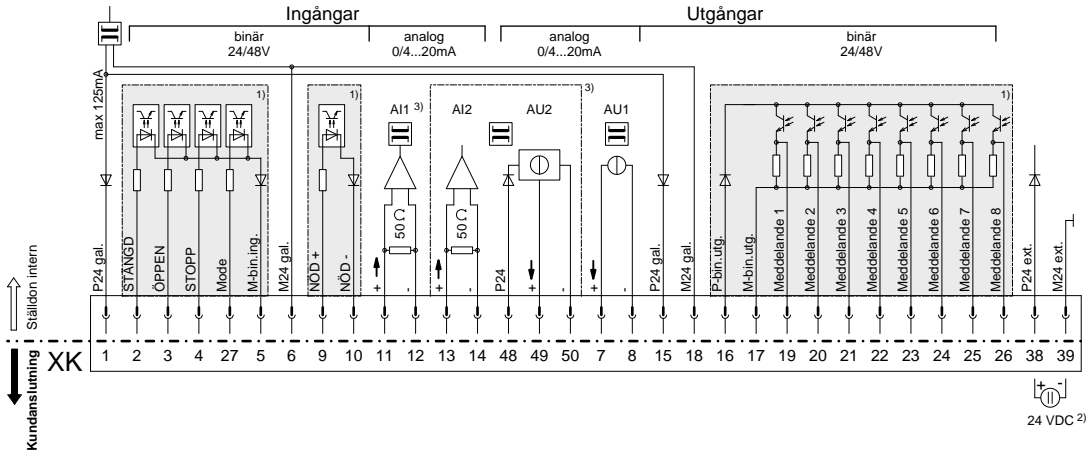 Ingångar
Utgångar
binär
24/48V
analog
0/4...20mA
analog
0/4...20mA
binär
24/48V
max 125mA
1)
1)
AI1 3)
AI2
3)
AU2
AU1
1)
50 Ω
50 Ω
P24 gal.
STÄNGD
ÖPPEN
STOPP
Mode
M-bin.ing.
M24 gal.
NÖD +
NÖD -
+
-
+
-
P24
+
-
+
-
P24 gal.
M24 gal.
P-bin.utg.
M-bin.utg.
Meddelande 1
Meddelande 2
Meddelande 3
Meddelande 4
Meddelande 5
Meddelande 6
Meddelande 7
Meddelande 8
P24 ext.
M24 ext.
Ställdon intern
Kundanslutning
XK
1 2 3 4 27 5 6 9 10 11 12 13 14 48 49 50 7 8 15 18 16 17 19 20 21 22 23 24 25 26 38 39
+ -
24 VDC 2)